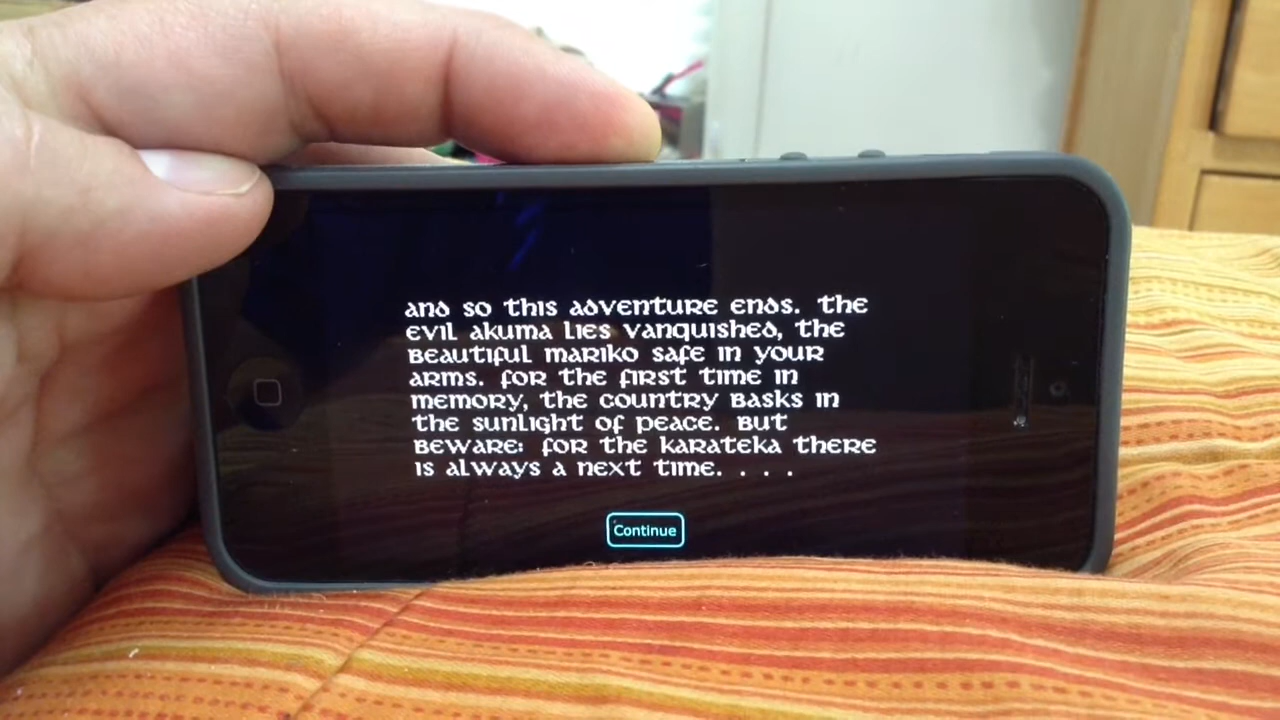 and so this adventure ends. the
evil akuma lies vanquished, the
beautiful mariko safe in your
arms. for the first time in
memory, the country basks in
the sunlight of peace. but
beware: for the karateka there
is always a next time. . . .
Continue